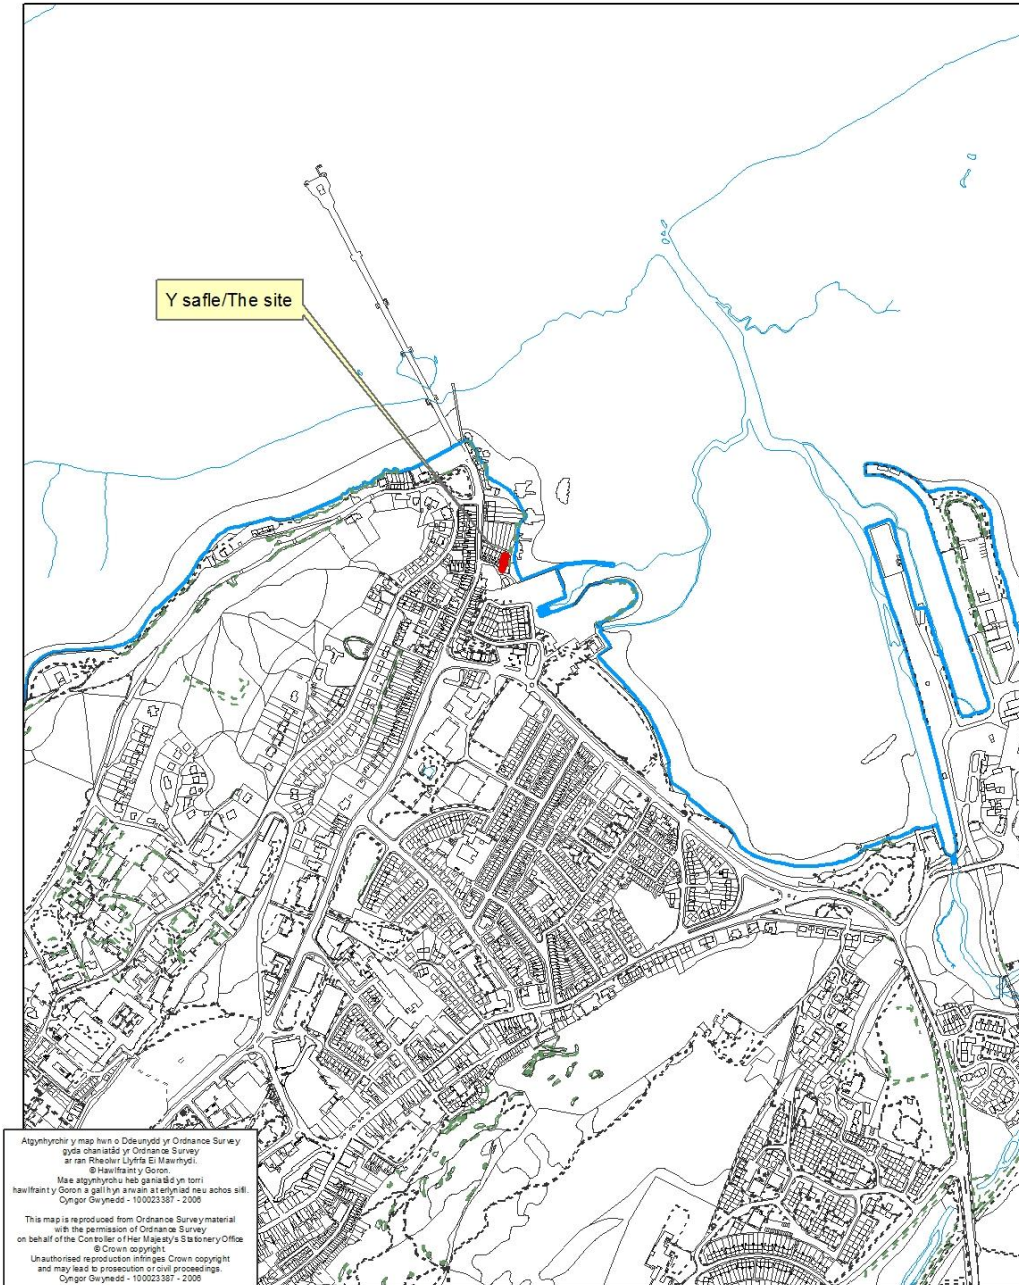 Y safle/The site
Atgynhyrchir y map hwn o Ddeunydd yr Ordnance Survey
gyda chaniatâd yr Ordnance Survey
ar ran Rheolwr Llyfrfa Ei Mawrhydi.
© Hawlfraint y Goron.
Mae atgynhyrchu heb ganiatâd yn torri
hawlfraint y Goron a gall hyn arwain at erlyniad neu achos sifil.
Cyngor Gwynedd - 100023387 - 2006
This map is reproduced from Ordnance Survey material
with the permission of Ordnance Survey
on behalf of the Controller of Her Majesty's Stationery Office
© Crown copyright.
Unauthorised reproduction infringes Crown copyright
and may lead to prosecution or civil proceedings.
Cyngor Gwynedd - 100023387 - 2006